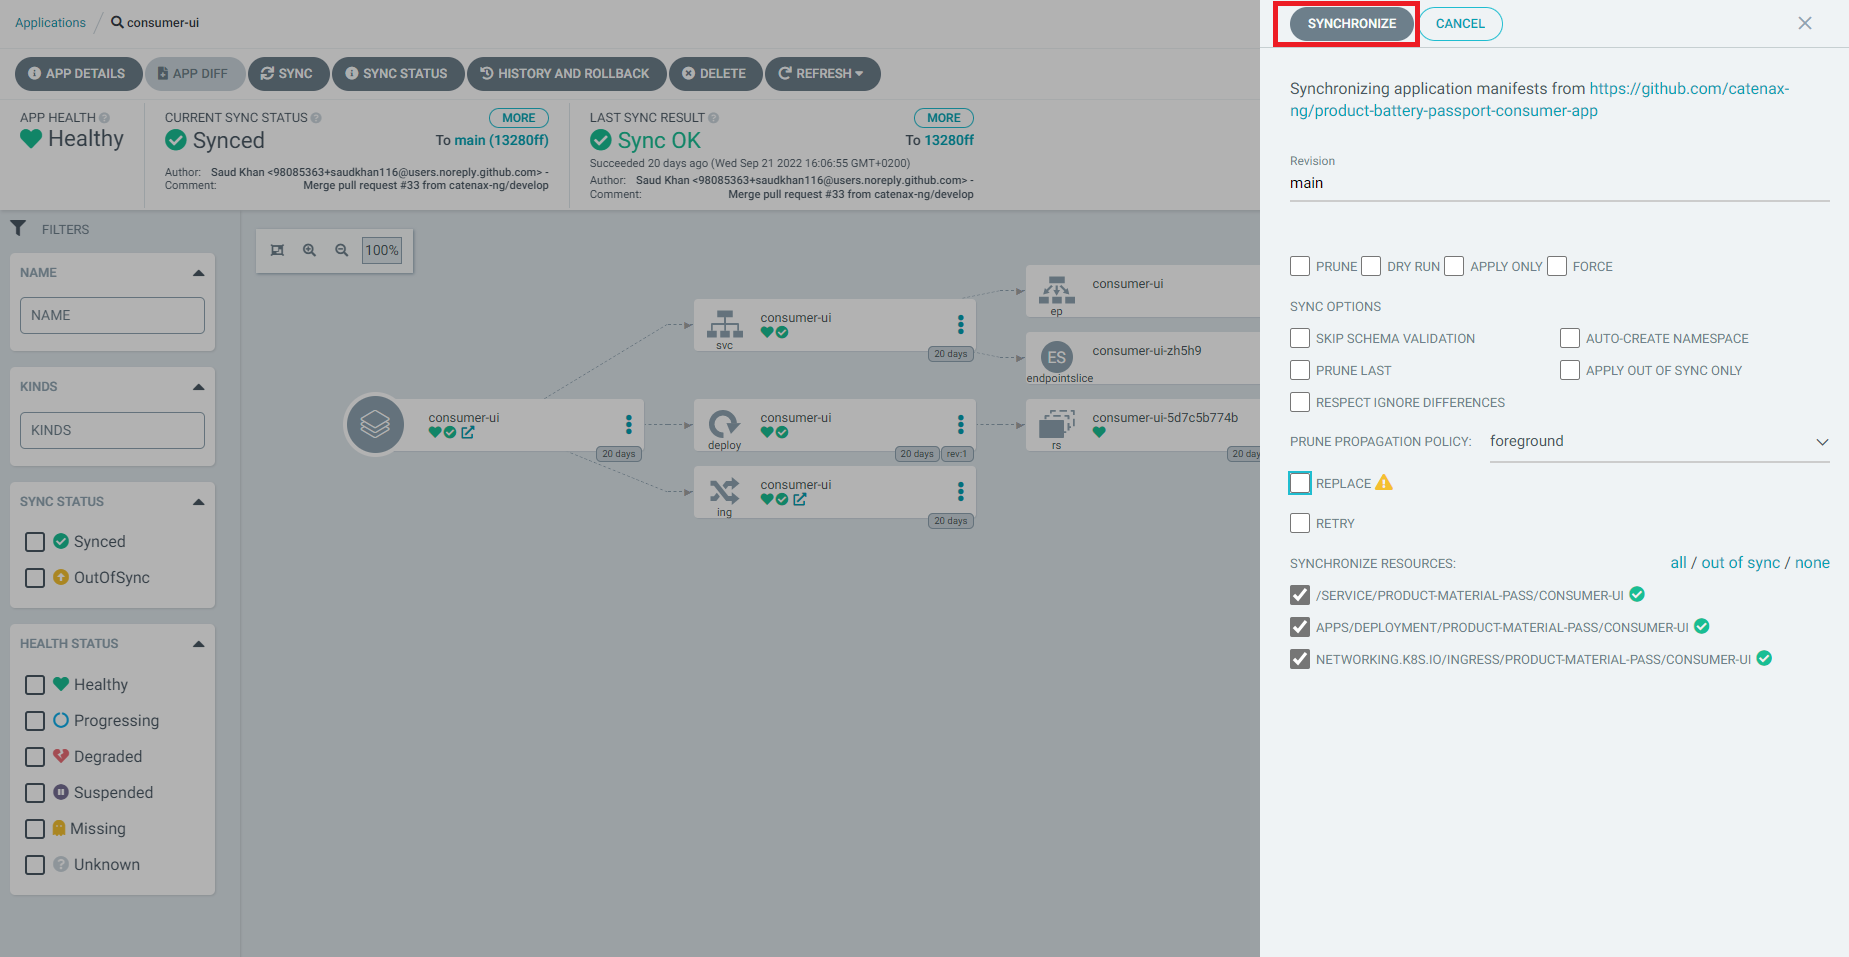 Applications / consumer-ui
APP DETAILS APP DIFF SYNC SYNC STATUS HISTORY AND ROLLBACK DELETE REFRESH
APP HEALTH
Healthy
CURRENT SYNC STATUS MORE
Synced To main (13280ff)
Author: Saud Khan <98085363+saudkhan116@users.noreply.github.com> -
Comment: Merge pull request #33 from catenax-ng/develop
LAST SYNC RESULT MORE
Sync OK To 13280ff
Succeeded 20 days ago (Wed Sep 21 2022 16:06:55 GMT+0200)
Author: Saud Khan <98085363+saudkhan116@users.noreply.github.com> -
Comment: Merge pull request #33 from catenax-ng/develop
FILTERS
NAME
NAME
KINDS
KINDS
SYNC STATUS
Synced
OutOfSync
HEALTH STATUS
Healthy
Progressing
Degraded
Suspended
Missing
Unknown
100%
consumer-ui
20 days
consumer-ui
svc
20 days
consumer-ui
deploy
20 days rev:1
consumer-ui
ing
20 days
consumer-ui
ep
ES
consumer-ui-zh5h9
endpointslice
consumer-ui-5d7c5b774b
rs
20 day
SYNCHRONIZE CANCEL
Synchronizing application manifests from https://github.com/catenax-
ng/product-battery-passport-consumer-app
Revision
main
PRUNE DRY RUN APPLY ONLY FORCE
SYNC OPTIONS
SKIP SCHEMA VALIDATION AUTO-CREATE NAMESPACE
PRUNE LAST APPLY OUT OF SYNC ONLY
RESPECT IGNORE DIFFERENCES
PRUNE PROPAGATION POLICY: foreground
REPLACE
RETRY
SYNCHRONIZE RESOURCES: all / out of sync / none
/SERVICE/PRODUCT-MATERIAL-PASS/CONSUMER-UI
APPS/DEPLOYMENT/PRODUCT-MATERIAL-PASS/CONSUMER-UI
NETWORKING.K8S.IO/INGRESS/PRODUCT-MATERIAL-PASS/CONSUMER-UI